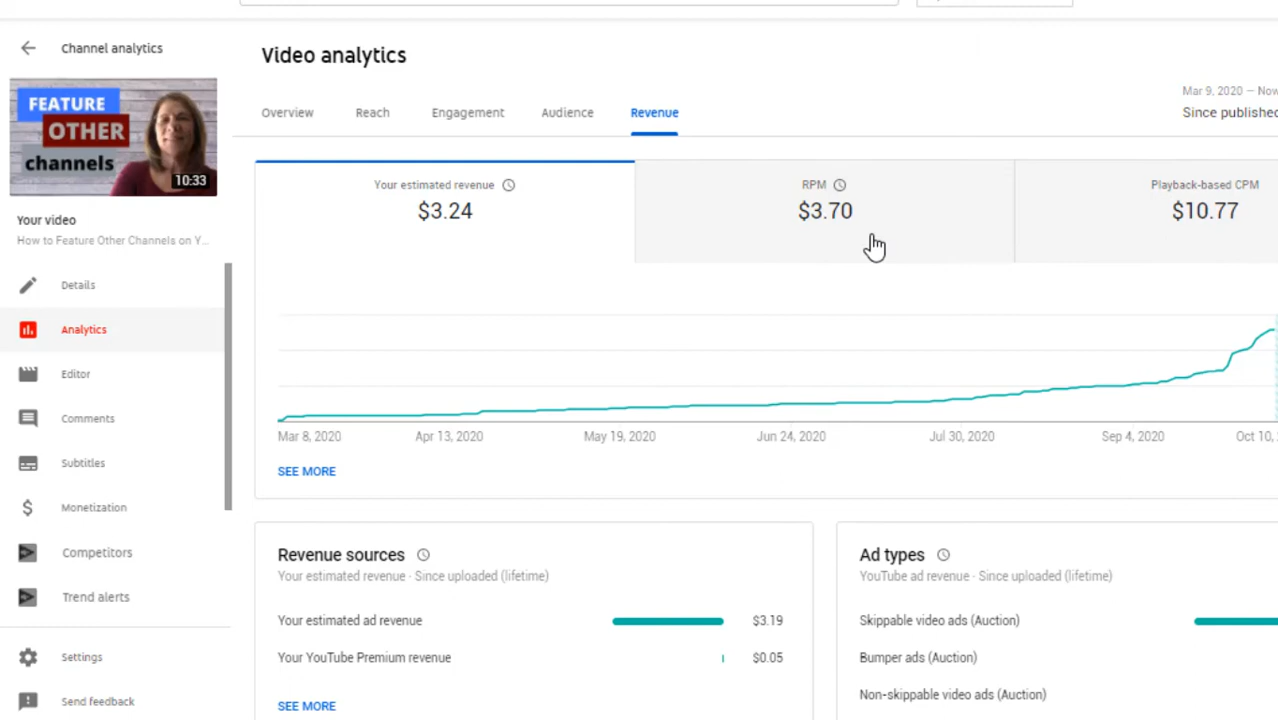 Channel analytics
FEATURE
OTHER
channels
10:33
Your video
How to Feature Other Channels on Y...
Details
Analytics
Editor
Comments
Subtitles
Monetization
Competitors
Trend alerts
Settings
Send feedback
Video analytics
Mar 9, 2020 – Now
Since published
Overview
Reach
Engagement
Audience
Revenue
Your estimated revenue
$3.24
RPM
$3.70
Playback-based CPM
$10.77
Mar 8, 2020
Apr 13, 2020
May 19, 2020
Jun 24, 2020
Jul 30, 2020
Sep 4, 2020
Oct 10,
SEE MORE
Revenue sources
Your estimated revenue · Since uploaded (lifetime)
Your estimated ad revenue $3.19
Your YouTube Premium revenue $0.05
SEE MORE
Ad types
YouTube ad revenue · Since uploaded (lifetime)
Skippable video ads (Auction)
Bumper ads (Auction)
Non-skippable video ads (Auction)